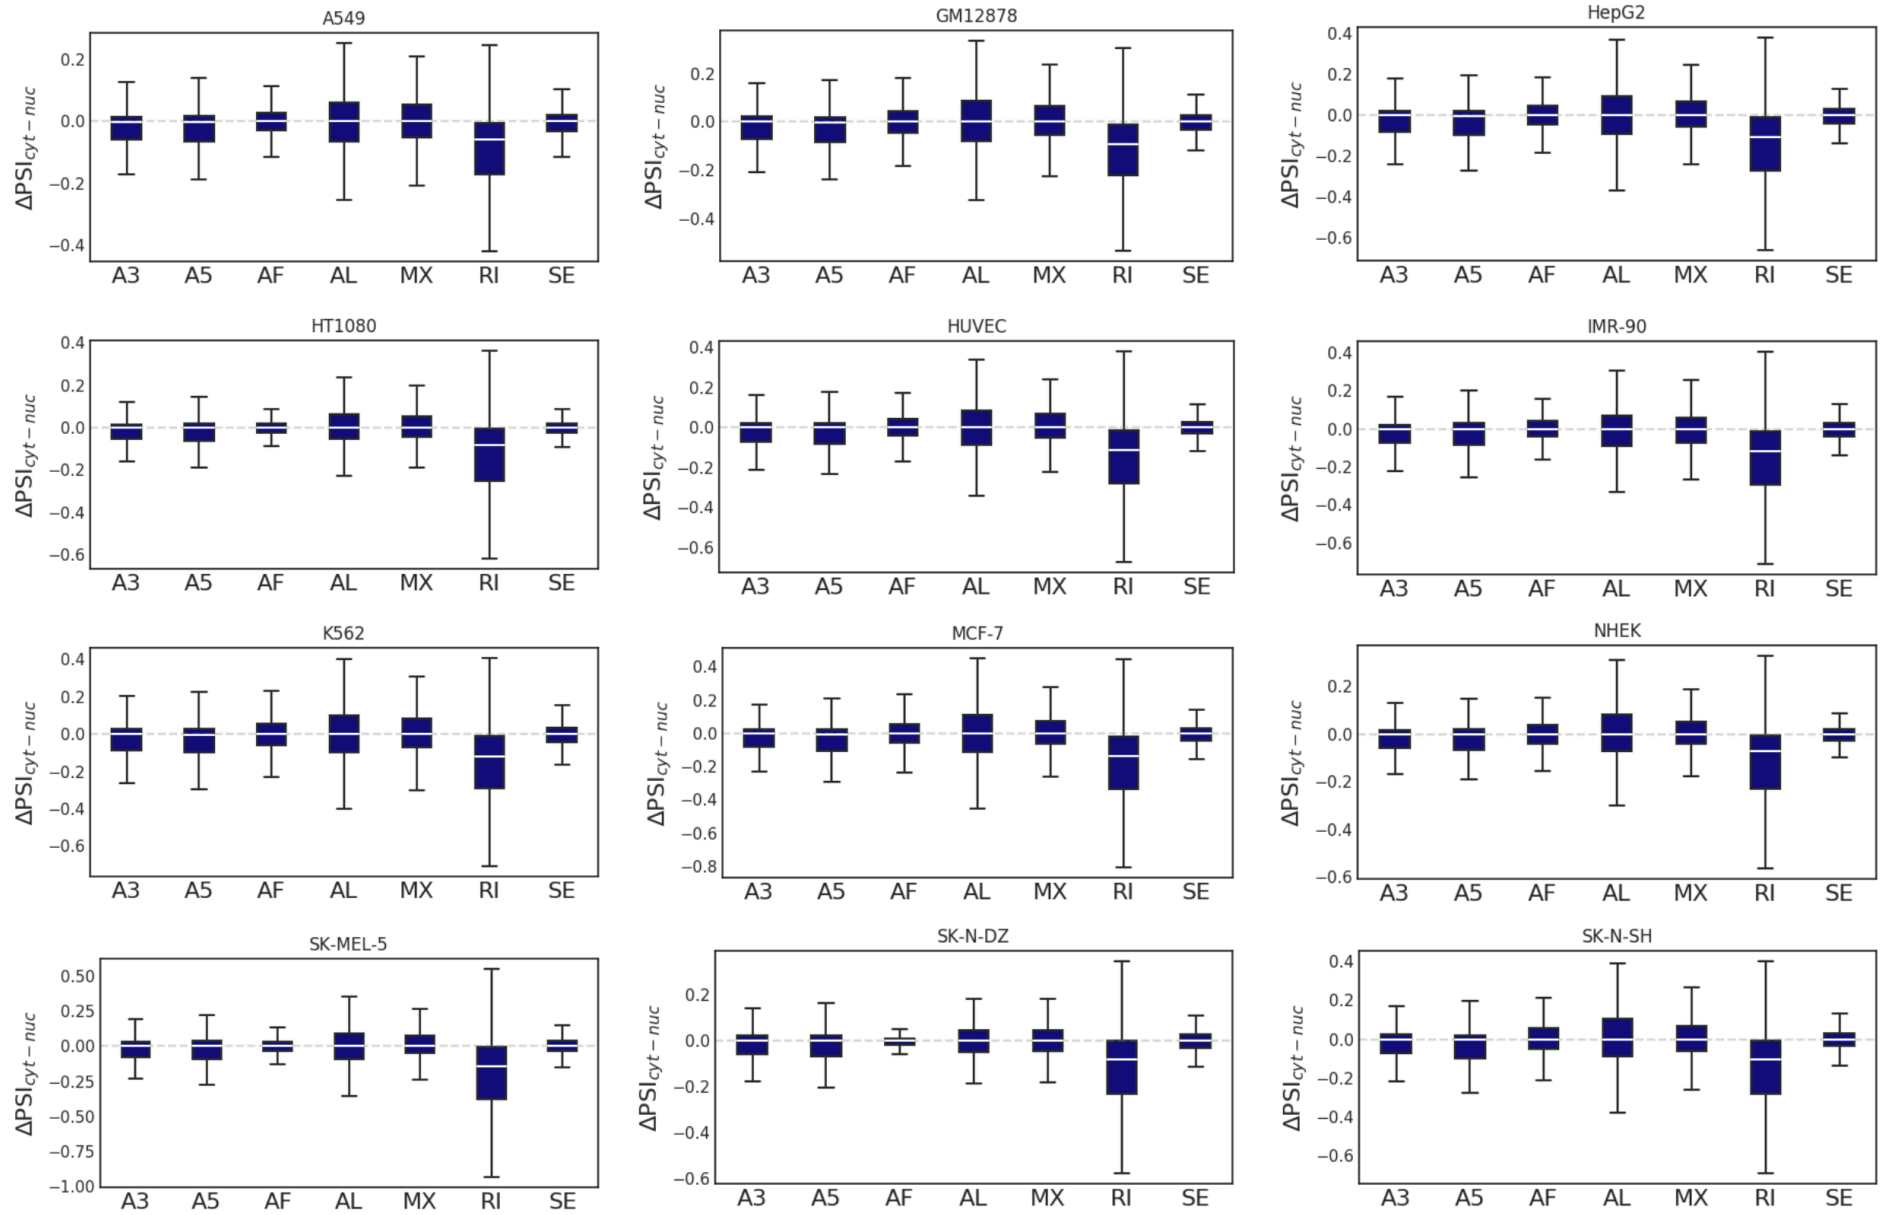 A549
0.2
0.0
−0.2
−0.4
ΔPSIcyt−nuc
A3 A5 AF AL MX RI SE
GM12878
0.2
0.0
−0.2
−0.4
ΔPSIcyt−nuc
A3 A5 AF AL MX RI SE
HepG2
0.4
0.2
0.0
−0.2
−0.4
−0.6
ΔPSIcyt−nuc
A3 A5 AF AL MX RI SE
HT1080
0.4
0.2
0.0
−0.2
−0.4
−0.6
ΔPSIcyt−nuc
A3 A5 AF AL MX RI SE
HUVEC
0.4
0.2
0.0
−0.2
−0.4
−0.6
ΔPSIcyt−nuc
A3 A5 AF AL MX RI SE
IMR-90
0.4
0.2
0.0
−0.2
−0.4
−0.6
ΔPSIcyt−nuc
A3 A5 AF AL MX RI SE
K562
0.4
0.2
0.0
−0.2
−0.4
−0.6
ΔPSIcyt−nuc
A3 A5 AF AL MX RI SE
MCF-7
0.4
0.2
0.0
−0.2
−0.4
−0.6
−0.8
ΔPSIcyt−nuc
A3 A5 AF AL MX RI SE
NHEK
0.2
0.0
−0.2
−0.4
−0.6
ΔPSIcyt−nuc
A3 A5 AF AL MX RI SE
SK-MEL-5
0.50
0.25
0.00
−0.25
−0.50
−0.75
−1.00
ΔPSIcyt−nuc
A3 A5 AF AL MX RI SE
SK-N-DZ
0.2
0.0
−0.2
−0.4
−0.6
ΔPSIcyt−nuc
A3 A5 AF AL MX RI SE
SK-N-SH
0.4
0.2
0.0
−0.2
−0.4
−0.6
ΔPSIcyt−nuc
A3 A5 AF AL MX RI SE